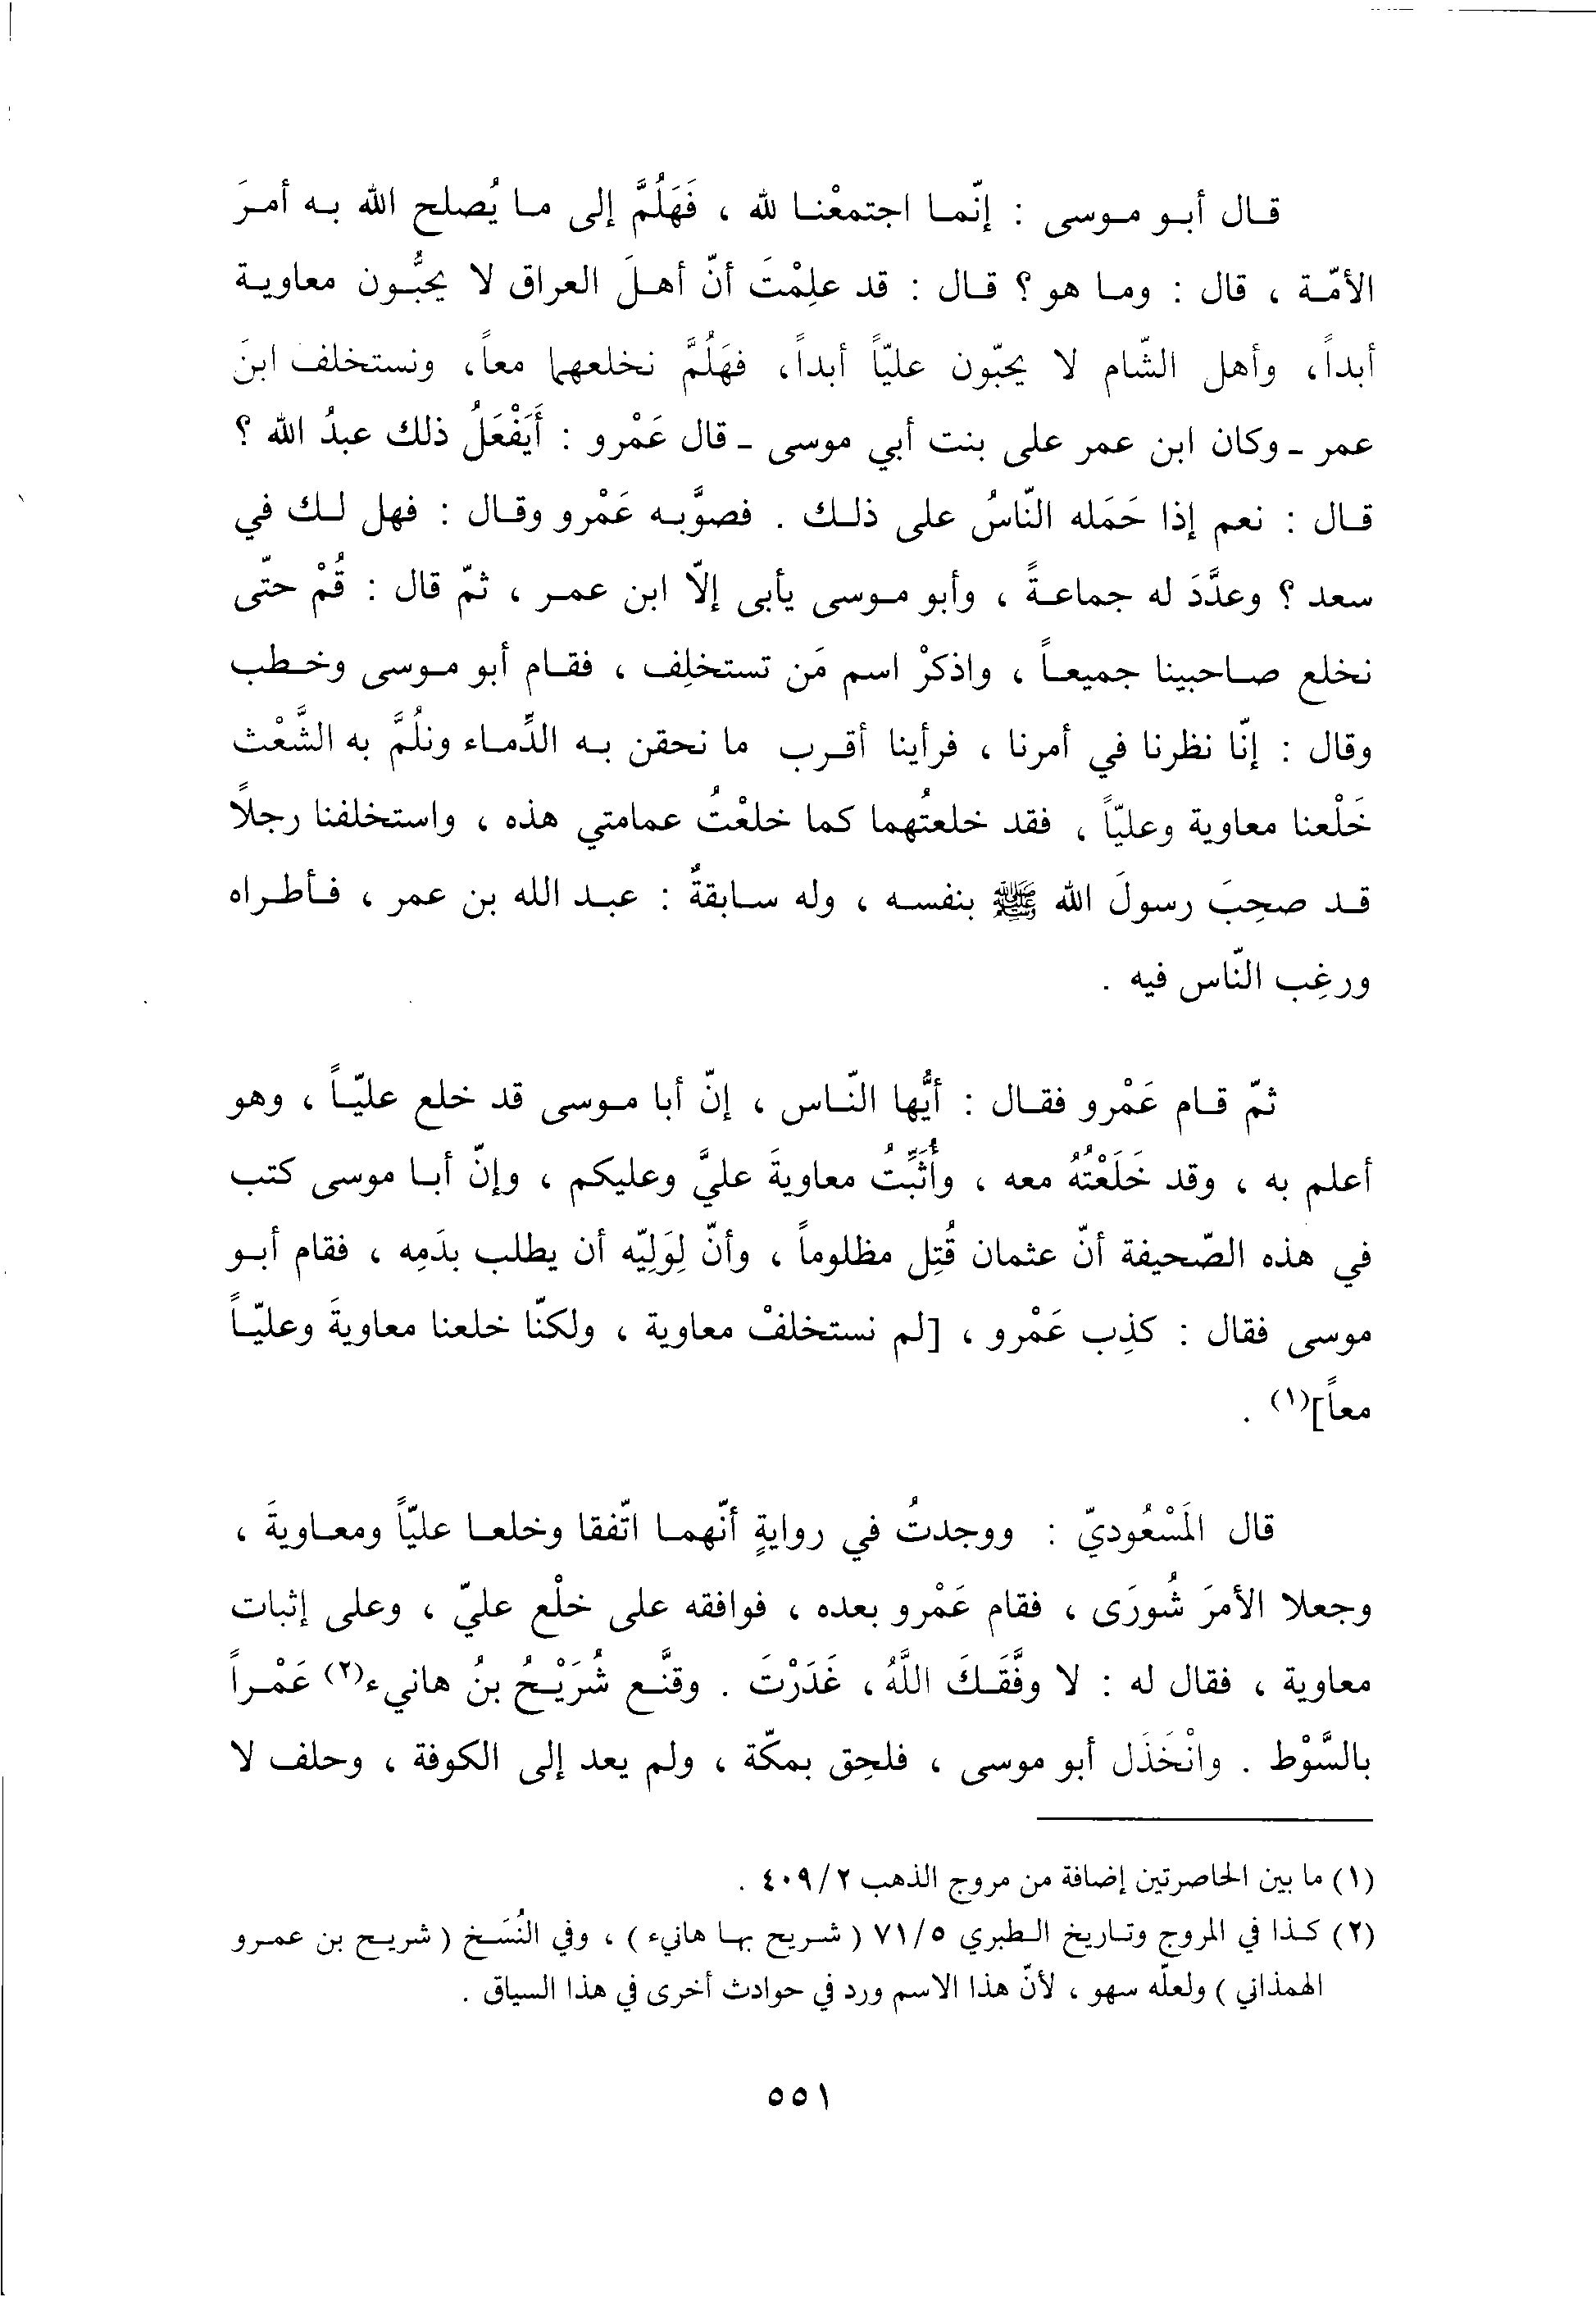 قال أبو موسى : إنّما اجتمعْنا لله ، فَهَلُمَّ إلى ما يُصلح الله به أمرَ
الأمّة ، قال : وما هو ؟ قال : قد علِمْتَ أنّ أهلَ العراق لا يحبُّون معاوية
أبداً، وأهل الشّام لا يحبّون عليّاً أبداً، فهَلُمَّ نخلعهما معاً، ونستخلف ابنَ
عمر ـ وكان ابن عمر على بنت أبي موسى ـ قال عَمْرو : أَيَفْعَلُ ذلك عبدُ الله ؟
قال : نعم إذا حَمَله النّاسُ على ذلك . فصوَّبه عَمْرو وقال : فهل لك في
سعد ؟ وعدَّدَ له جماعةً ، وأبو موسى يأبى إلاّ ابن عمر ، ثمّ قال : قُمْ حتّى
نخلع صاحبينا جميعاً ، واذكرْ اسم مَن تستخلِف ، فقام أبو موسى وخطب
وقال : إنّا نظرنا في أمرنا ، فرأينا أقرب ما نحقن به الدِّماء ونلُمَّ به الشَّعْث
خَلْعنا معاوية وعليّاً ، فقد خلعتُهما كما خلعْتُ عمامتي هذه ، واستخلفنا رجلاً
قد صحِبَ رسولَ الله ﷺ بنفسه ، وله سابقةٌ : عبد الله بن عمر ، فأطراه
ورغِب النّاس فيه .
ثمّ قام عَمْرو فقال : أيُّها النّاس ، إنّ أبا موسى قد خلع عليّاً ، وهو
أعلم به ، وقد خَلَعْتُهُ معه ، وأُثَبِّتُ معاويةَ عليَّ وعليكم ، وإنّ أبا موسى كتب
في هذه الصّحيفة أنّ عثمان قُتِل مظلوماً ، وأنّ لِوَلِيّه أن يطلب بدَمِه ، فقام أبو
موسى فقال : كذِب عَمْرو ، [لم نستخلفْ معاوية ، ولكنّا خلعنا معاويةَ وعليّاً
معاً](١) .
قال المَسْعُوديّ : ووجدتُ في روايةٍ أنّهما اتّفقا وخلعا عليّاً ومعاويةَ ،
وجعلا الأمرَ شُورَى ، فقام عَمْرو بعده ، فوافقه على خلْع عليّ ، وعلى إثبات
معاوية ، فقال له : لا وفَّقَكَ اللَّهُ، غَدَرْتَ . وقنَّع شُرَيْحُ بنُ هانيء(٢) عَمْراً
بالسَّوْط . وانْخَذَل أبو موسى ، فلحِق بمكّة ، ولم يعد إلى الكوفة ، وحلف لا
(١) ما بين الحاصرتين إضافة من مروج الذهب ٤٠٩/٢ .
(٢) كذا في المروج وتاريخ الطبري ٧١/٥ ( شريح بها هانيء ) ، وفي النُسَخ ( شريح بن عمرو
الهمذاني ) ولعلّه سهو ، لأنّ هذا الاسم ورد في حوادث أخرى في هذا السياق .
٥٥١